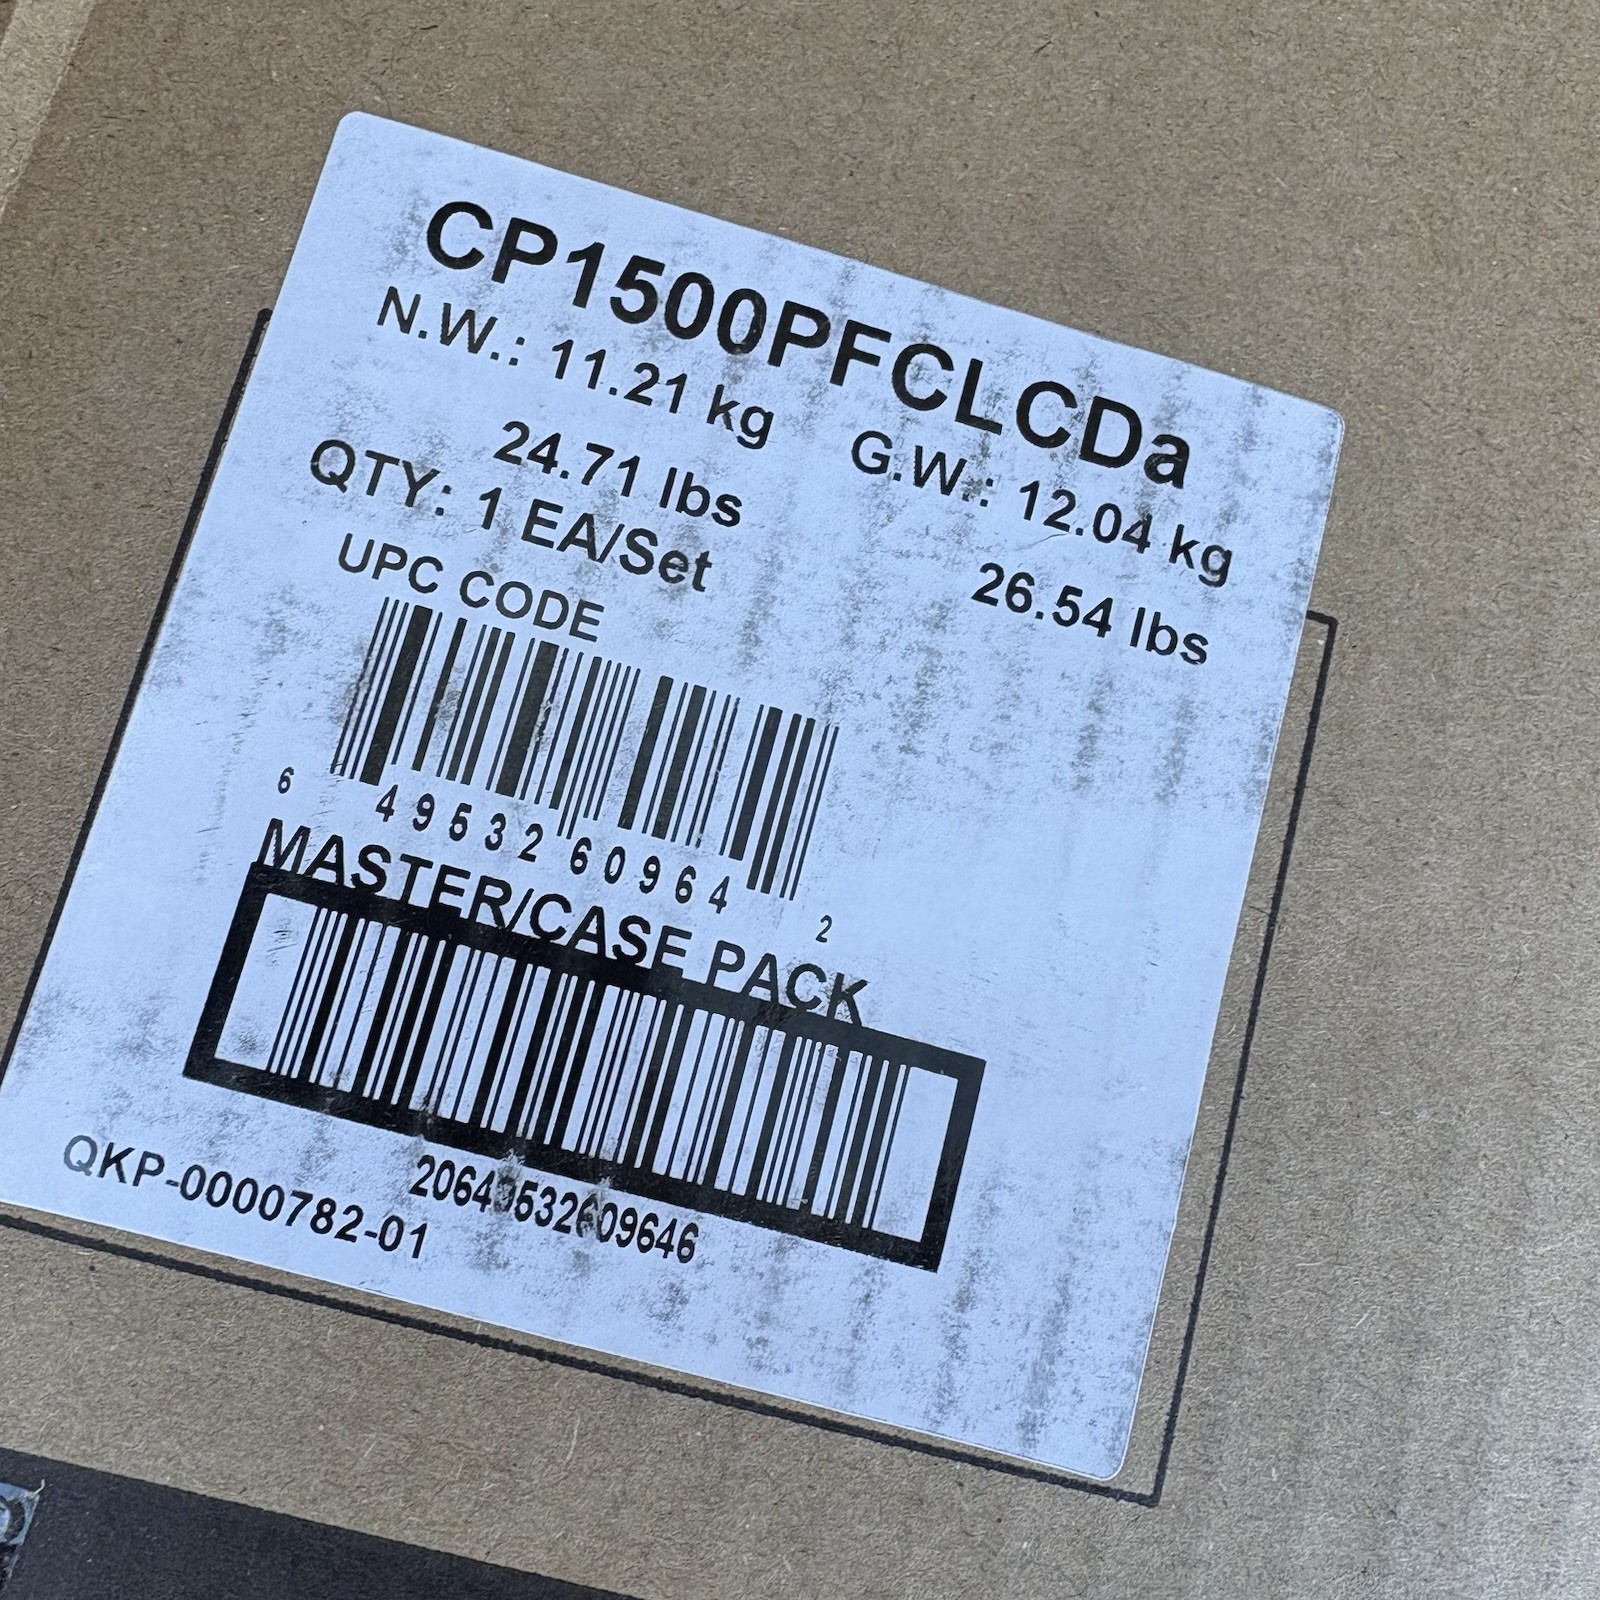 CP1500PFCLCDa
N.W.: 11.21 kg G.W.: 12.04 kg
24.71 lbs 26.54 lbs
QTY: 1 EA/Set
UPC CODE
6 49532 60964 2
MASTER/CASE PACK
20649532609646
QKP-0000782-01